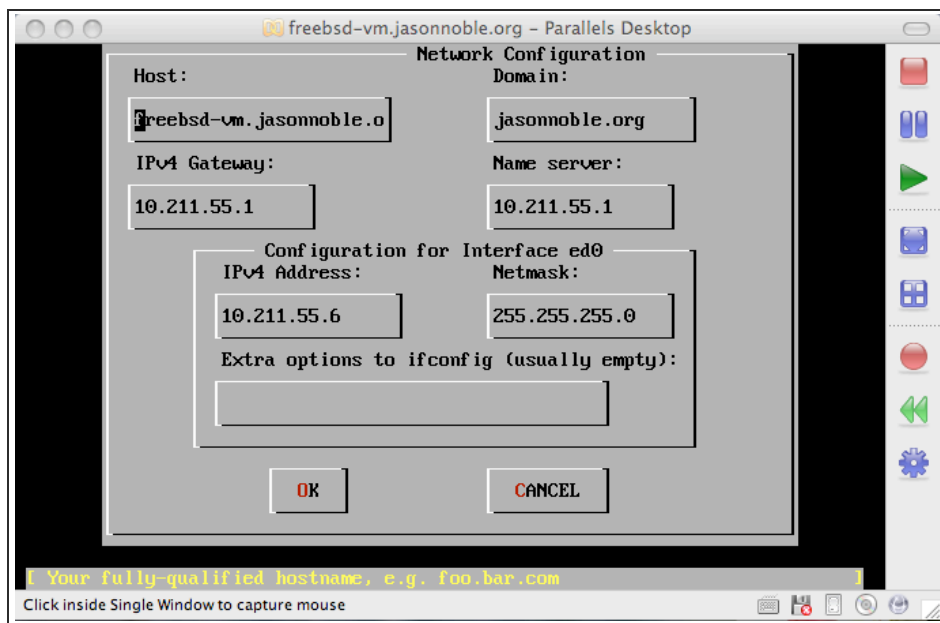 freebsd-vm.jasonnoble.org – Parallels Desktop
Network Configuration
Host: Domain:
freebsd-vm.jasonnoble.o jasonnoble.org
IPv4 Gateway: Name server:
10.211.55.1 10.211.55.1
Configuration for Interface ed0
IPv4 Address: Netmask:
10.211.55.6 255.255.255.0
Extra options to ifconfig (usually empty):
OK CANCEL
[ Your fully-qualified hostname, e.g. foo.bar.com ]
Click inside Single Window to capture mouse